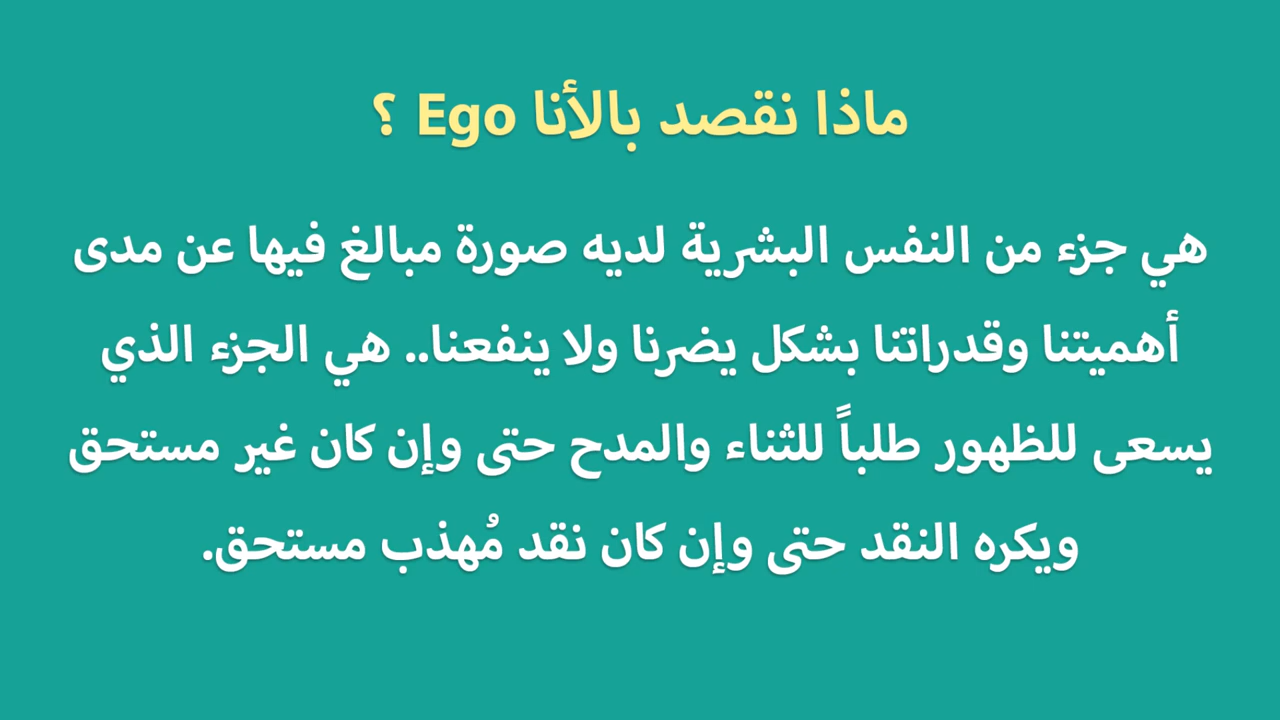 ماذا نقصد بالأنا Ego ؟
هي جزء من النفس البشرية لديه صورة مبالغ فيها عن مدى
أهميتنا وقدراتنا بشكل يضرنا ولا ينفعنا.. هي الجزء الذي
يسعى للظهور طلباً للثناء والمدح حتى وإن كان غير مستحق
ويكره النقد حتى وإن كان نقد مُهذب مستحق.